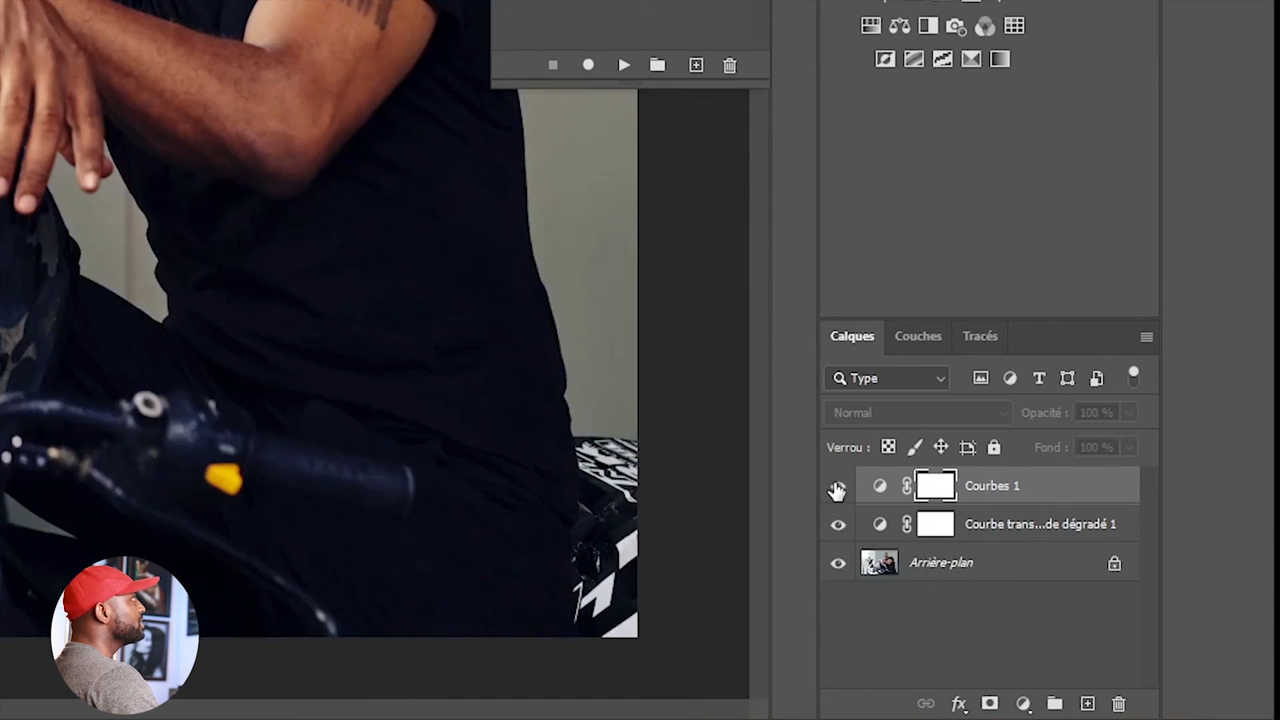 Calques Couches Tracés
Type
Normal Opacité : 100 %
Verrou : Fond : 100 %
Courbes 1
Courbe trans...de dégradé 1
Arrière-plan
fx